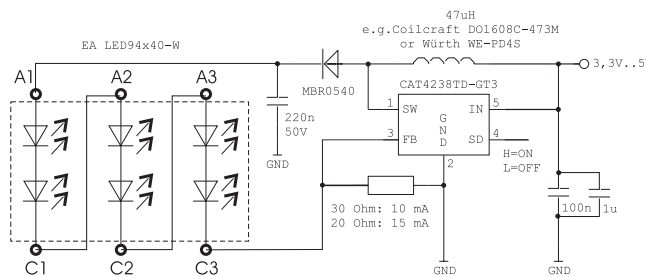 47uH
e.g.Coilcraft DO1608C-473M
or Würth WE-PD4S
EA LED94x40-W
3,3V..5
A1
A2
A3
MBR0540
CAT4238TD-GT3
220n
50V
GND
1
SW
IN
5
GND
3
FB
SD
4
2
H=ON
L=OFF
30 Ohm: 10 mA
20 Ohm: 15 mA
100n
1u
C1
C2
C3
GND
GND